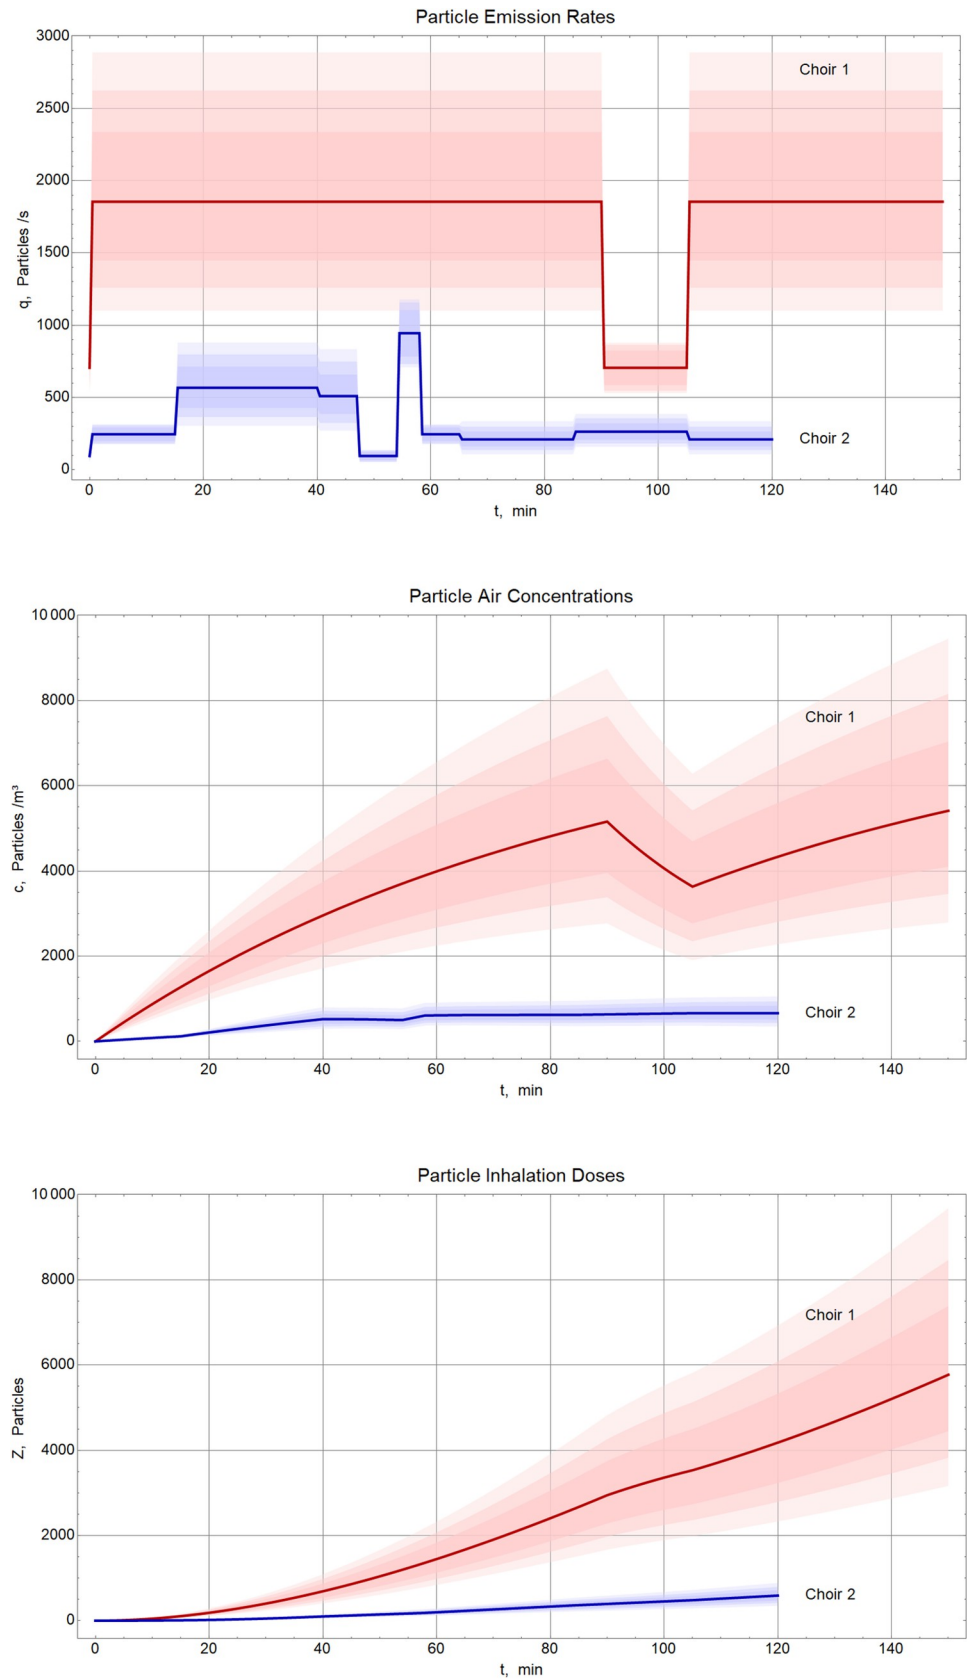 Particle Emission Rates
3000
2500
2000
1500
1000
500
0
q, Particles /s
Choir 1
Choir 2
0 20 40 60 80 100 120 140
t, min
Particle Air Concentrations
10 000
8000
6000
4000
2000
0
c, Particles /m³
Choir 1
Choir 2
0 20 40 60 80 100 120 140
t, min
Particle Inhalation Doses
10 000
8000
6000
4000
2000
0
Z, Particles
Choir 1
Choir 2
0 20 40 60 80 100 120 140
t, min